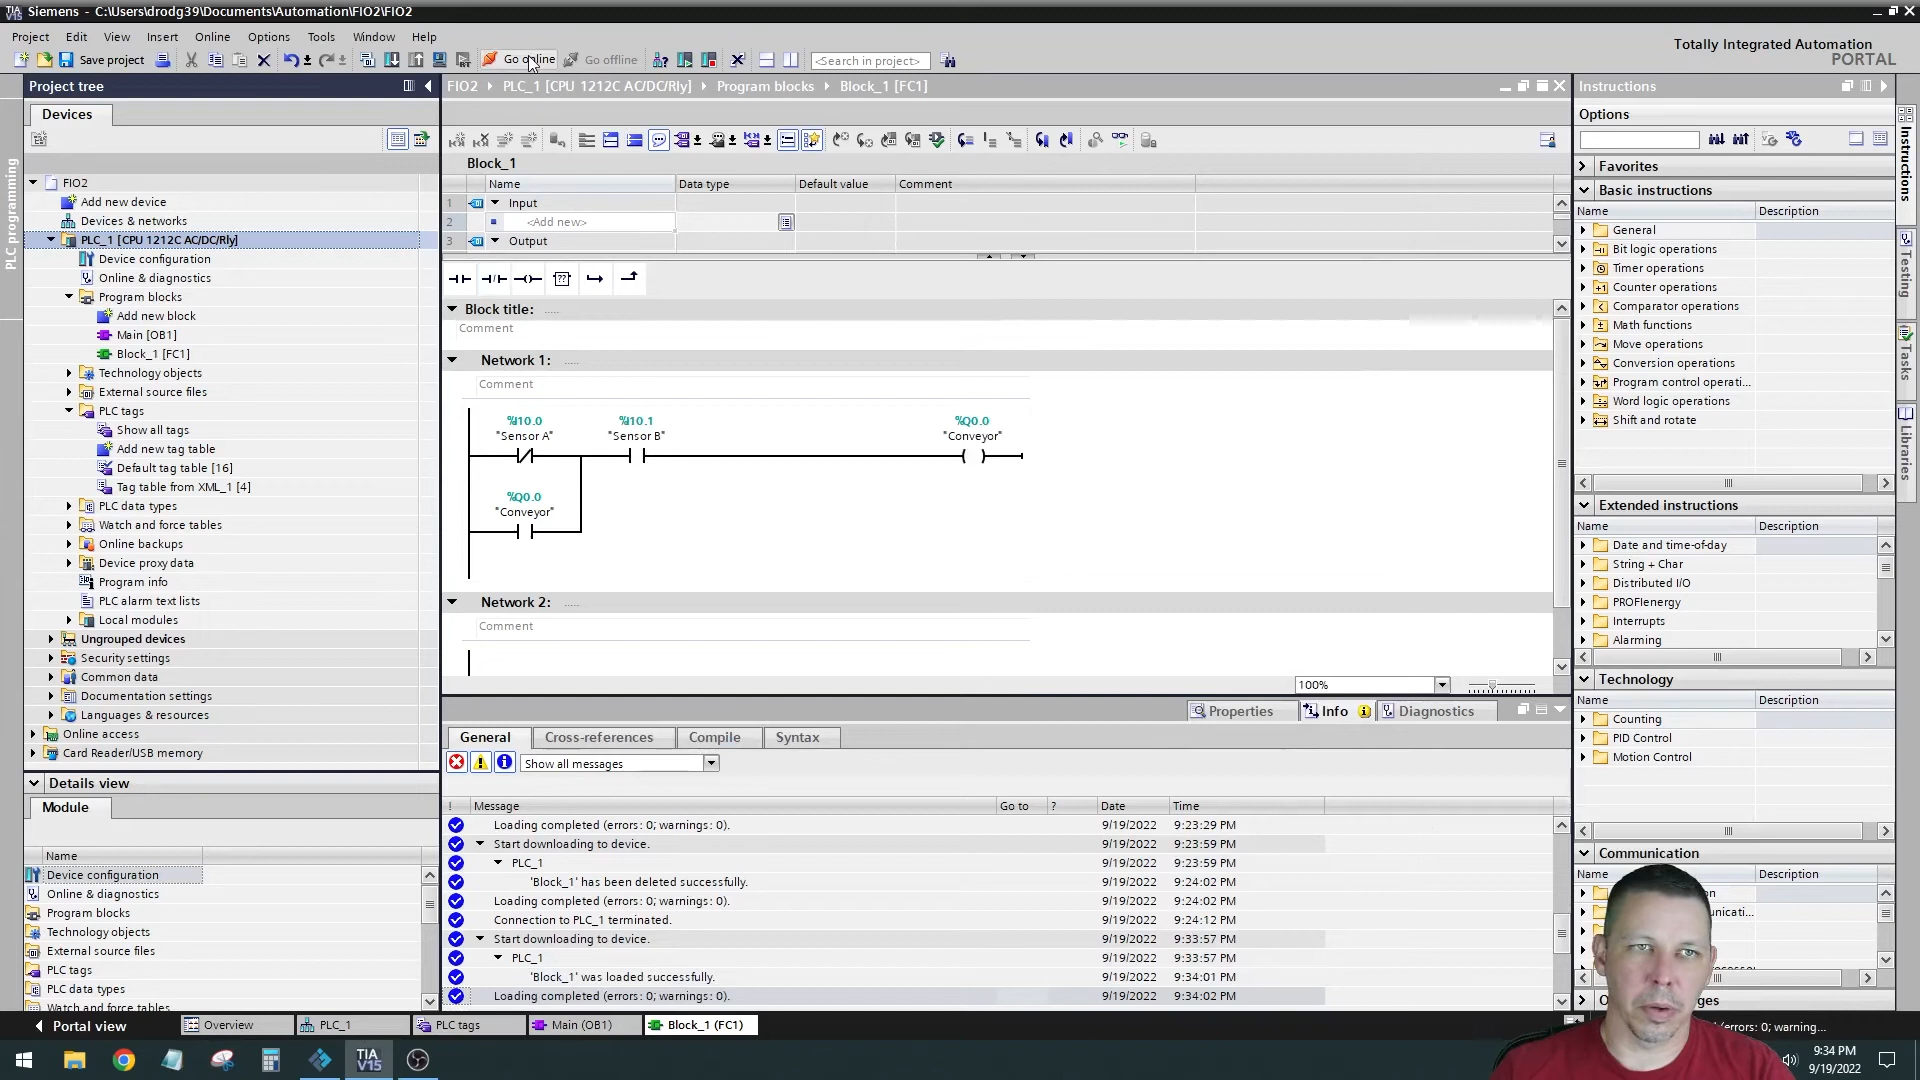 Siemens - C:\Users\drodg39\Documents\Automation\FIO2\FIO2
Project Edit View Insert Online Options Tools Window Help
Totally Integrated Automation
PORTAL
Save project
Go online
Go offline
<Search in project>
PLC programming
Project tree
Devices
FIO2
Add new device
Devices & networks
PLC_1 [CPU 1212C AC/DC/Rly]
Device configuration
Online & diagnostics
Program blocks
Add new block
Main [OB1]
Block_1 [FC1]
Technology objects
External source files
PLC tags
Show all tags
Add new tag table
Default tag table [16]
Tag table from XML_1 [4]
PLC data types
Watch and force tables
Online backups
Device proxy data
Program info
PLC alarm text lists
Local modules
Ungrouped devices
Security settings
Common data
Documentation settings
Languages & resources
Online access
Card Reader/USB memory
Details view
Module
Name
Device configuration
Online & diagnostics
Program blocks
Technology objects
External source files
PLC tags
PLC data types
Watch and force tables
FIO2 PLC_1 [CPU 1212C AC/DC/Rly] Program blocks Block_1 [FC1]
Block_1
Name Data type Default value Comment
1 Input
2 <Add new>
3 Output
Block title: .....
Comment
Network 1: .....
Comment
%I10.0
"Sensor A"
%I10.1
"Sensor B"
%Q0.0
"Conveyor"
%Q0.0
"Conveyor"
Network 2: .....
Comment
100%
Properties Info Diagnostics
General Cross-references Compile Syntax
Show all messages
! Message Go to ? Date Time
Loading completed (errors: 0; warnings: 0). 9/19/2022 9:23:29 PM
Start downloading to device. 9/19/2022 9:23:59 PM
PLC_1 9/19/2022 9:23:59 PM
'Block_1' has been deleted successfully. 9/19/2022 9:24:02 PM
Loading completed (errors: 0; warnings: 0). 9/19/2022 9:24:02 PM
Connection to PLC_1 terminated. 9/19/2022 9:24:12 PM
Start downloading to device. 9/19/2022 9:33:57 PM
PLC_1 9/19/2022 9:33:57 PM
'Block_1' was loaded successfully. 9/19/2022 9:34:01 PM
Loading completed (errors: 0; warnings: 0). 9/19/2022 9:34:02 PM
Instructions
Options
Favorites
Basic instructions
Name Description
General
Bit logic operations
Timer operations
Counter operations
Comparator operations
Math functions
Move operations
Conversion operations
Program control operati...
Word logic operations
Shift and rotate
Extended instructions
Name Description
Date and time-of-day
String + Char
Distributed I/O
PROFIenergy
Interrupts
Alarming
Technology
Name Description
Counting
PID Control
Motion Control
Communication
Name Description
Instructions
Testing
Tasks
Libraries
Portal view
Overview
PLC_1
PLC tags
Main (OB1)
Block_1 (FC1)
(errors: 0; warning...
TIA
V15
9:34 PM
9/19/2022